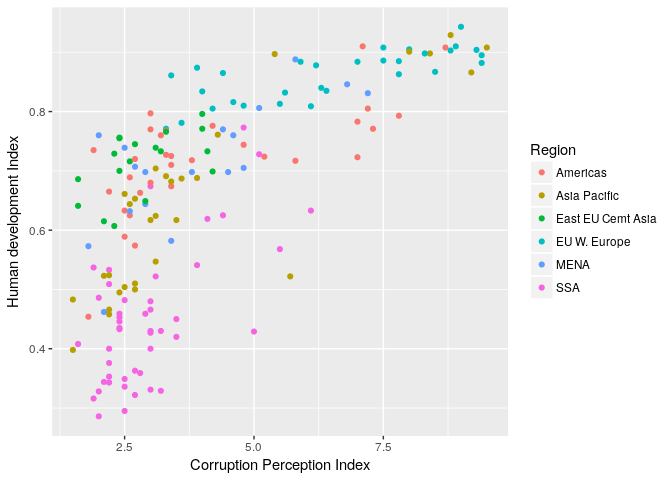 Human development Index
0.8
0.6
0.4
2.5
5.0
7.5
Corruption Perception Index
Region
Americas
Asia Pacific
East EU Cemt Asia
EU W. Europe
MENA
SSA